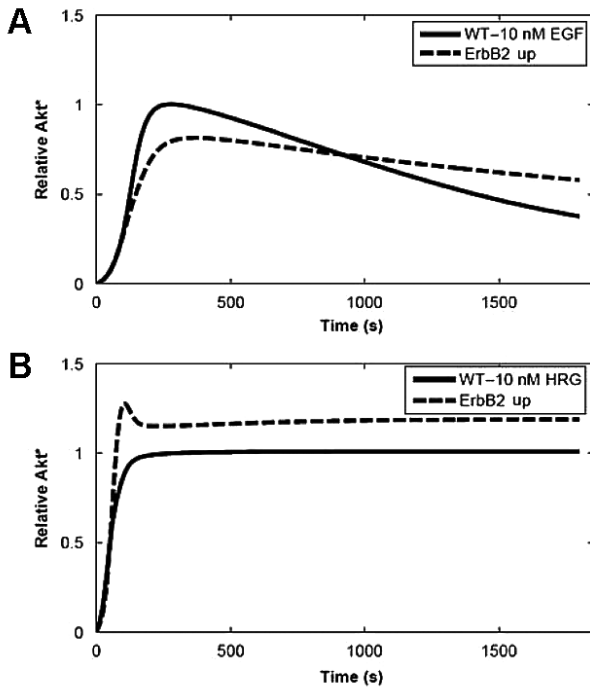 A
WT–10 nM EGF
ErbB2 up
1.5
1
0.5
0
Relative Akt*
0 500 1000 1500
Time (s)
B
WT–10 nM HRG
ErbB2 up
1.5
1
0.5
0
Relative Akt*
0 500 1000 1500
Time (s)